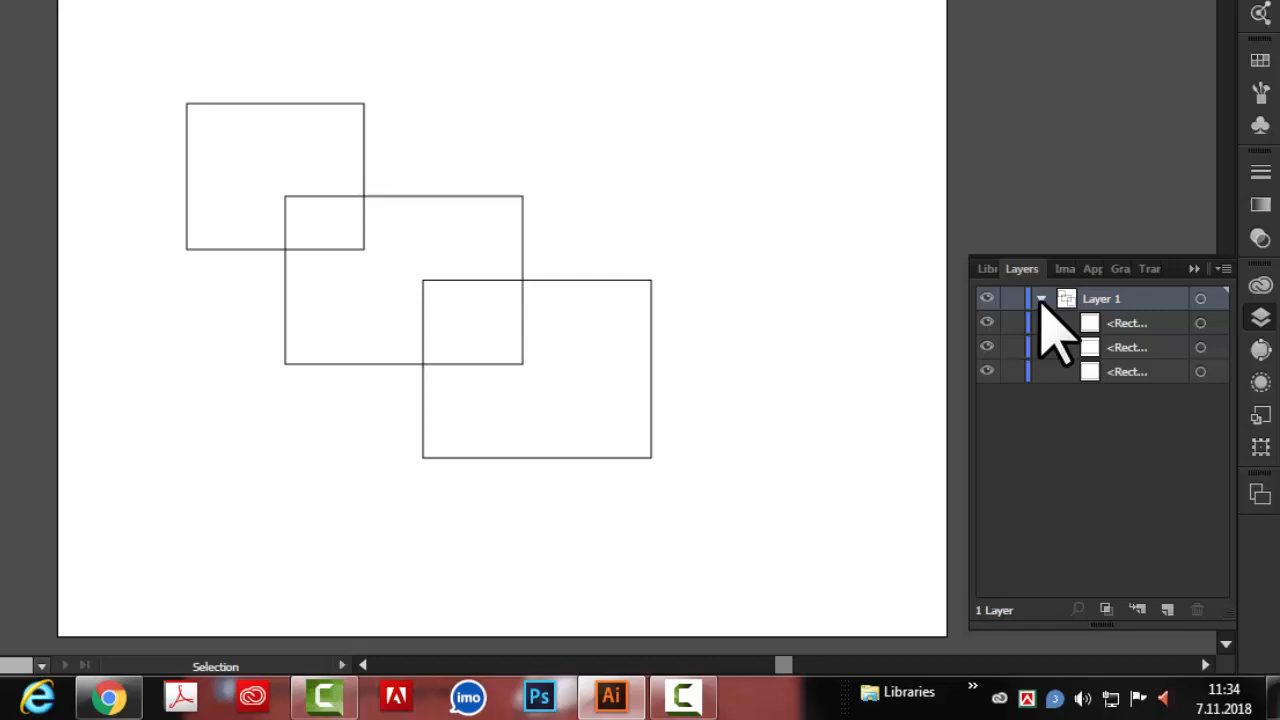 Libr Layers Ima App Gra Trar
Layer 1
<Rect...
<Rect...
<Rect...
1 Layer
Selection
imo
Ps
Ai
Libraries
»
3
11:34
7.11.2018